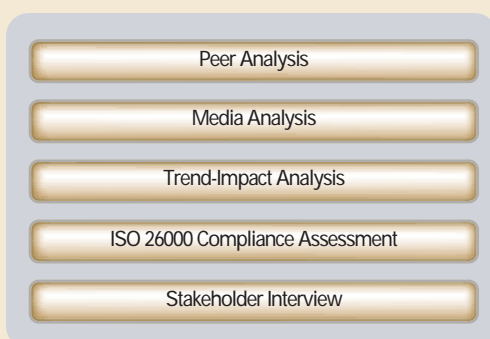 Peer Analysis
Media Analysis
Trend-Impact Analysis
ISO 26000 Compliance Assessment
Stakeholder Interview